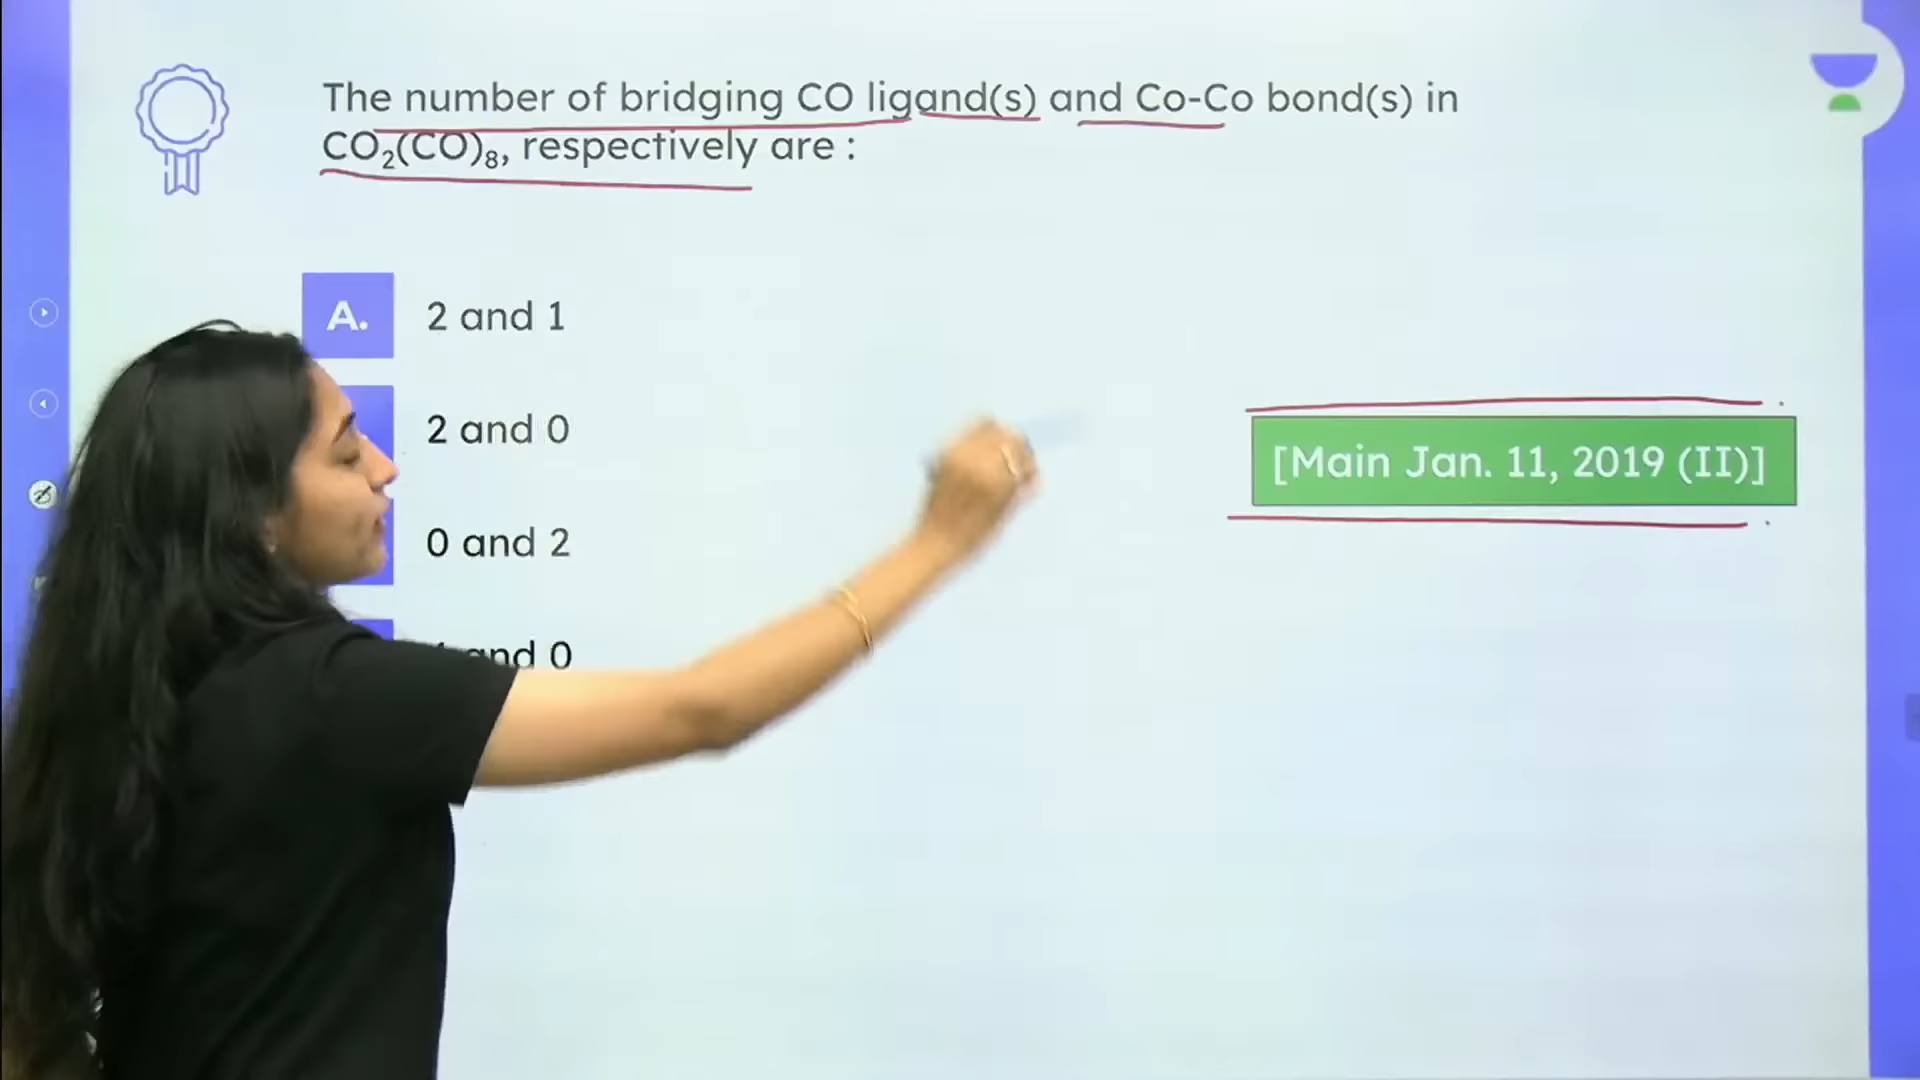 The number of bridging CO ligand(s) and Co-Co bond(s) in
CO₂(CO)₈, respectively are :
A. 2 and 1
2 and 0
0 and 2
and 0
[Main Jan. 11, 2019 (II)]